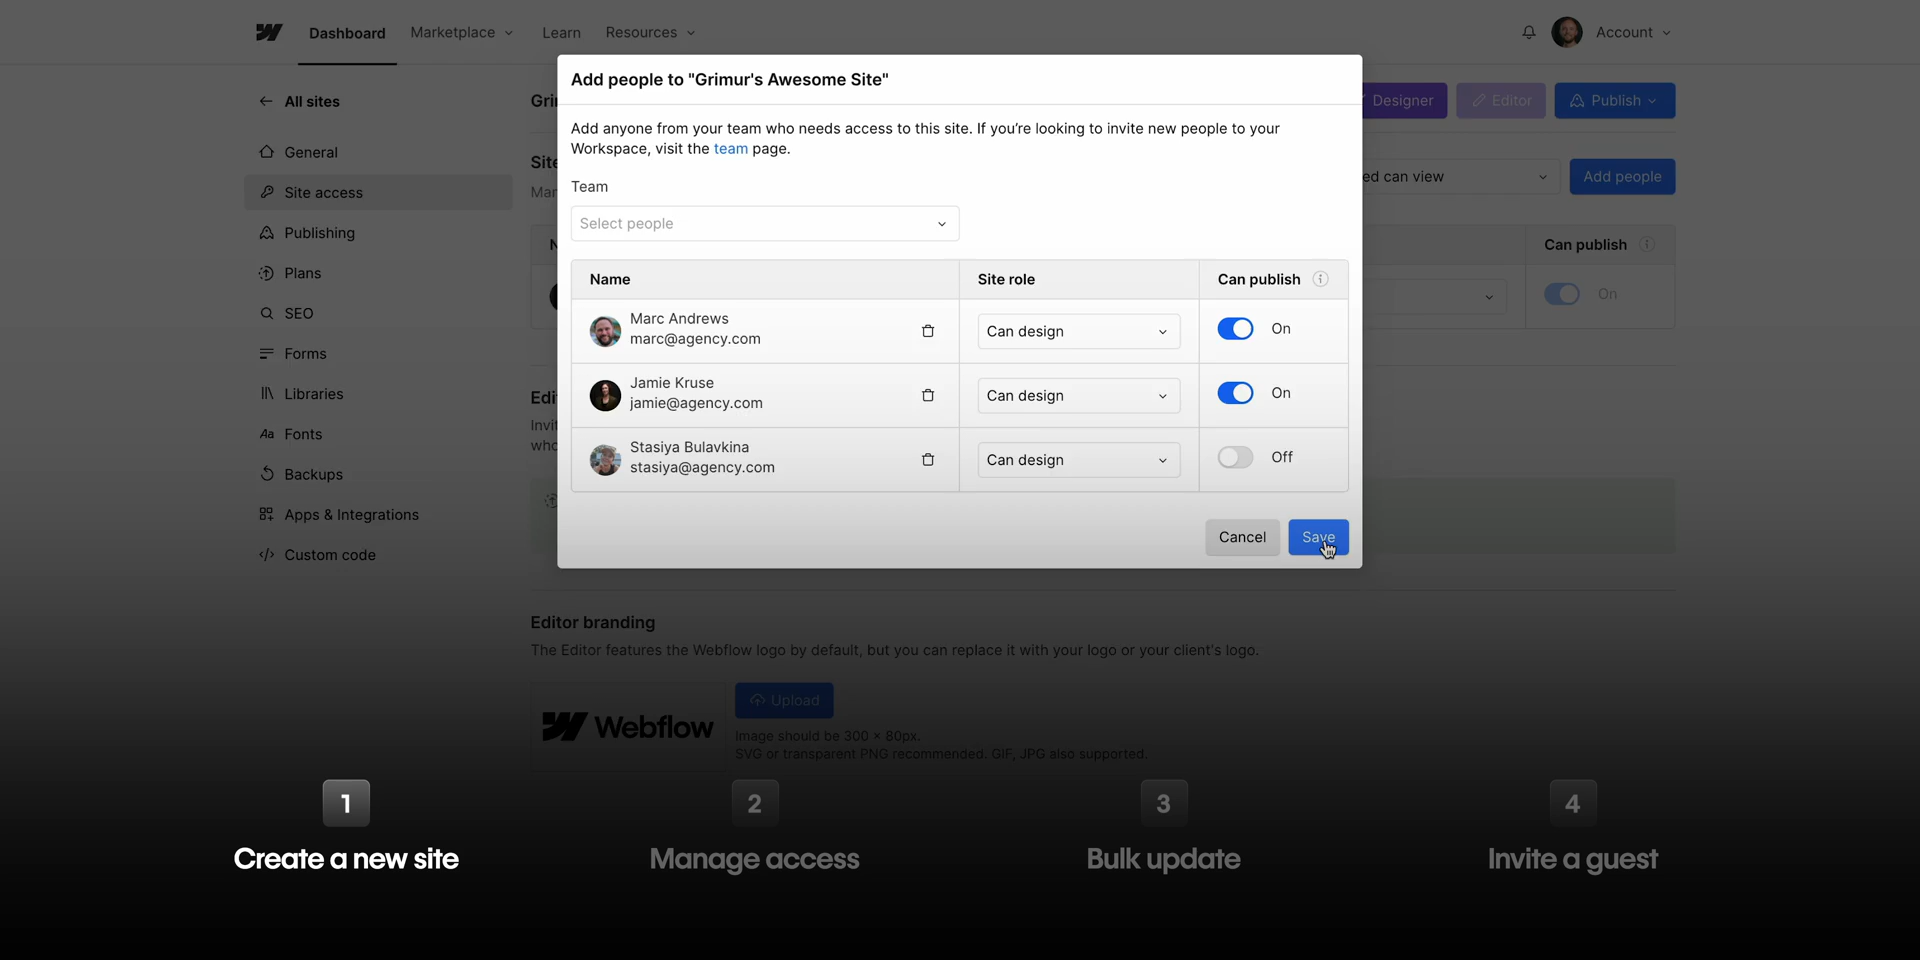 Dashboard
Marketplace
Learn
Resources
Account
Add people to "Grimur's Awesome Site"
All sites
Designer
Editor
Publish
Add anyone from your team who needs access to this site. If you're looking to invite new people to your
Workspace, visit the team page.
General
Site access
Add people
Team
Select people
Publishing
Can publish
Name
Site role
Can publish
Plans
On
SEO
Marc Andrews
marc@agency.com
Can design
On
Forms
Jamie Kruse
jamie@agency.com
Can design
On
Libraries
Fonts
Stasiya Bulavkina
stasiya@agency.com
Can design
Off
Backups
Apps & Integrations
Cancel
Save
Custom code
Editor branding
The Editor features the Webflow logo by default, but you can replace it with your logo or your client's logo.
Webflow
Upload
Image should be 300 × 80px.
SVG or transparent PNG recommended. GIF, JPG also supported.
1
Create a new site
2
Manage access
3
Bulk update
4
Invite a guest